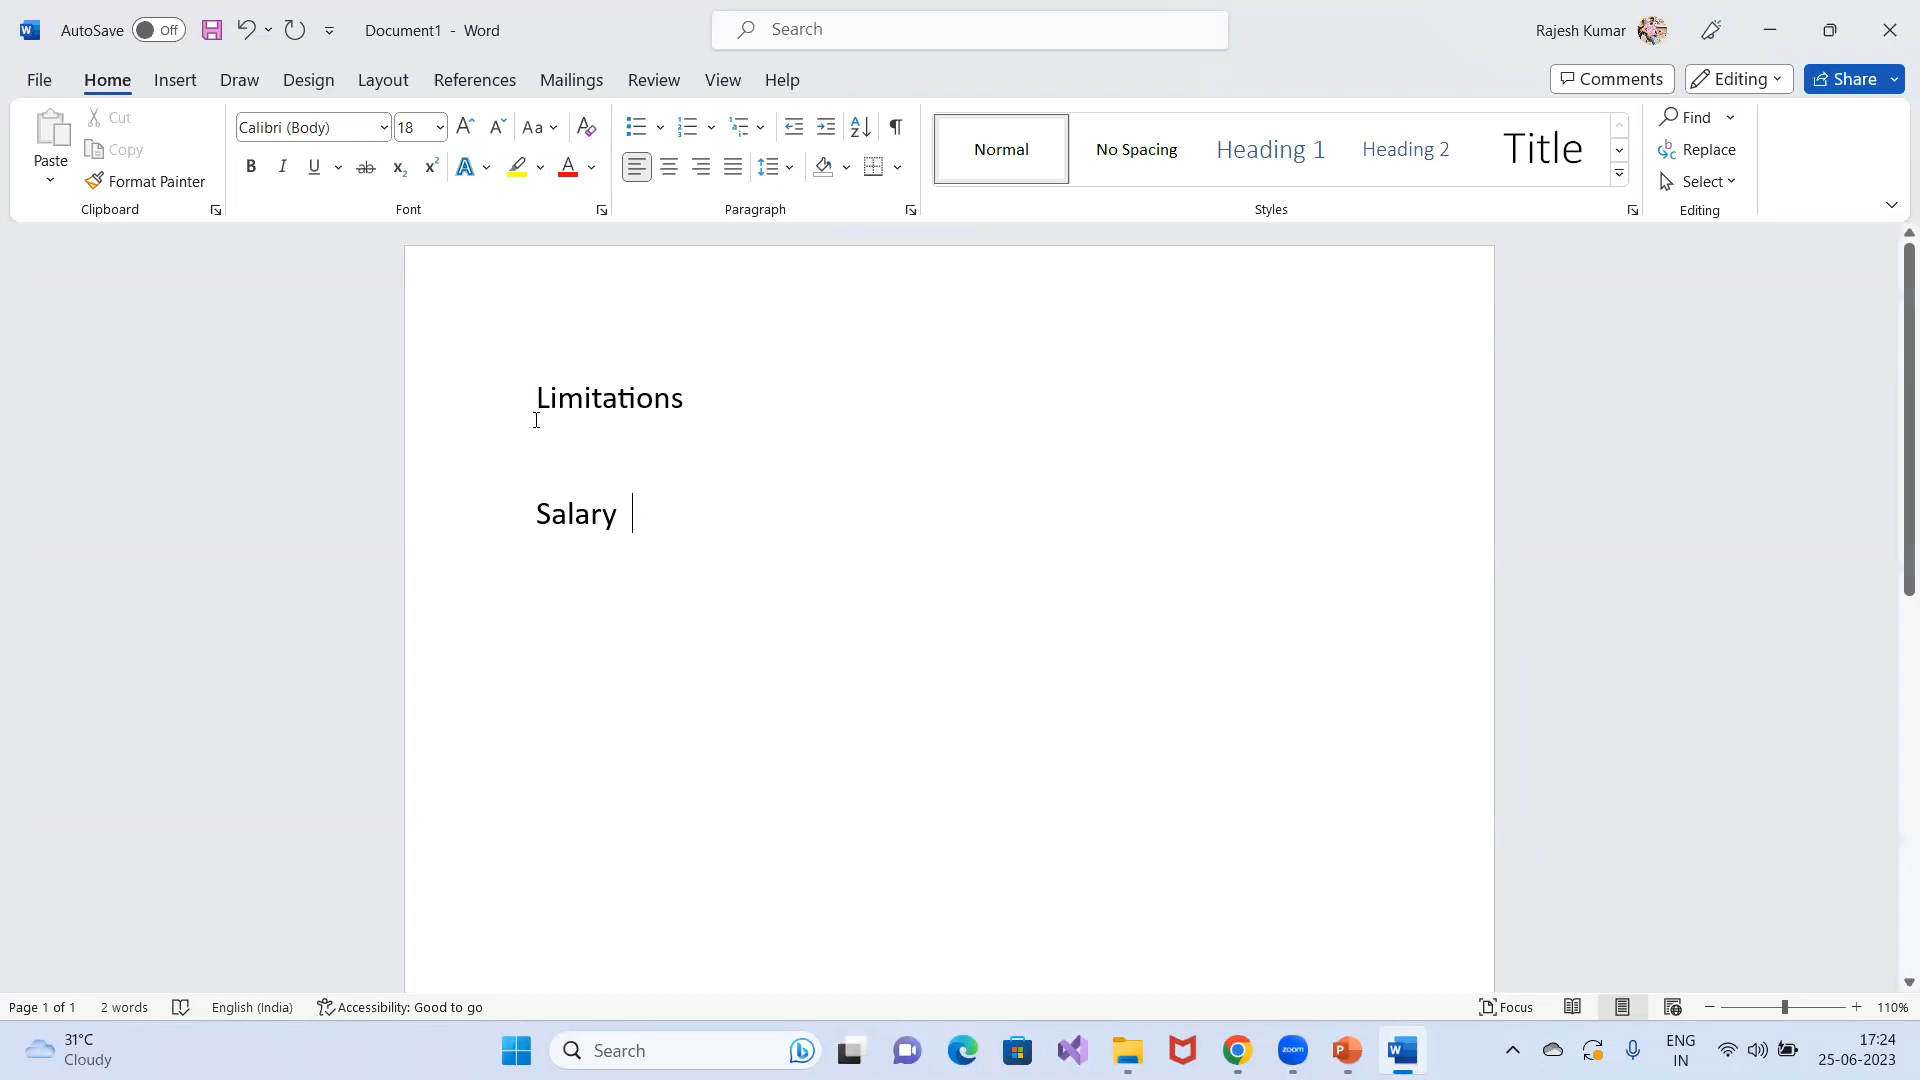 AutoSave Off Document1 - Word Search Rajesh Kumar
File Home Insert Draw Design Layout References Mailings Review View Help Comments Editing Share
Paste Cut Copy Format Painter Clipboard
Calibri (Body) 18 Font
Paragraph
Normal No Spacing Heading 1 Heading 2 Title Styles
Find Replace Select Editing
Limitations
Salary
Page 1 of 1 2 words English (India) Accessibility: Good to go Focus 110%
31°C Cloudy Search zoom ENG IN 17:24 25-06-2023